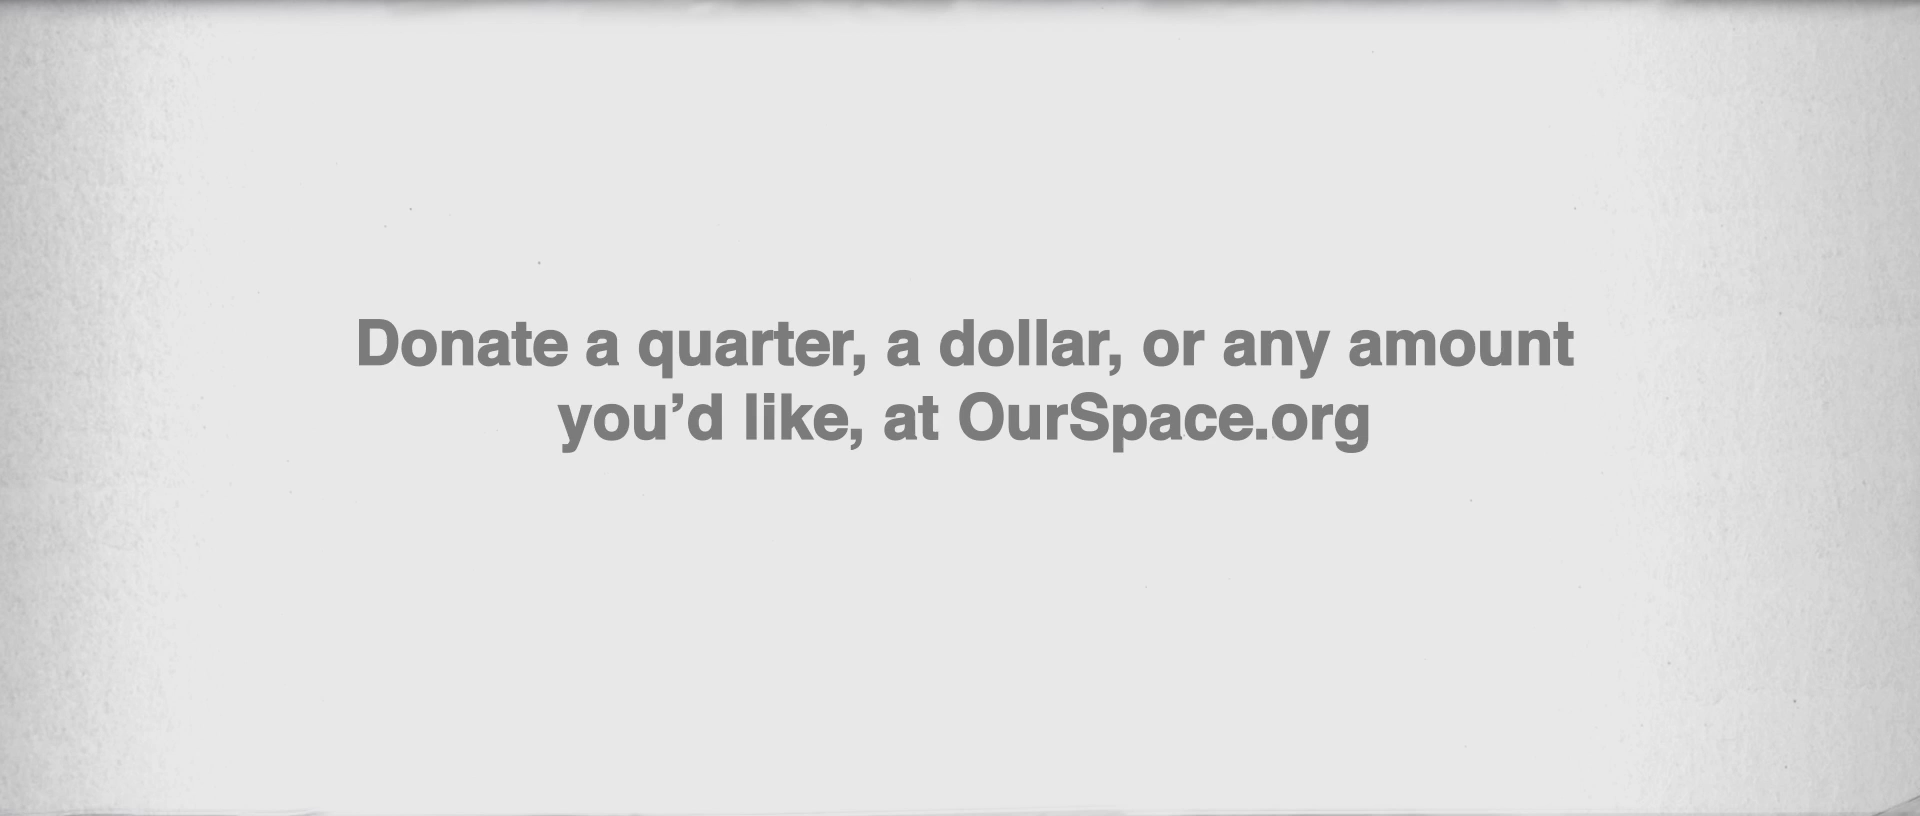 Donate a quarter, a dollar, or any amount
you’d like, at OurSpace.org